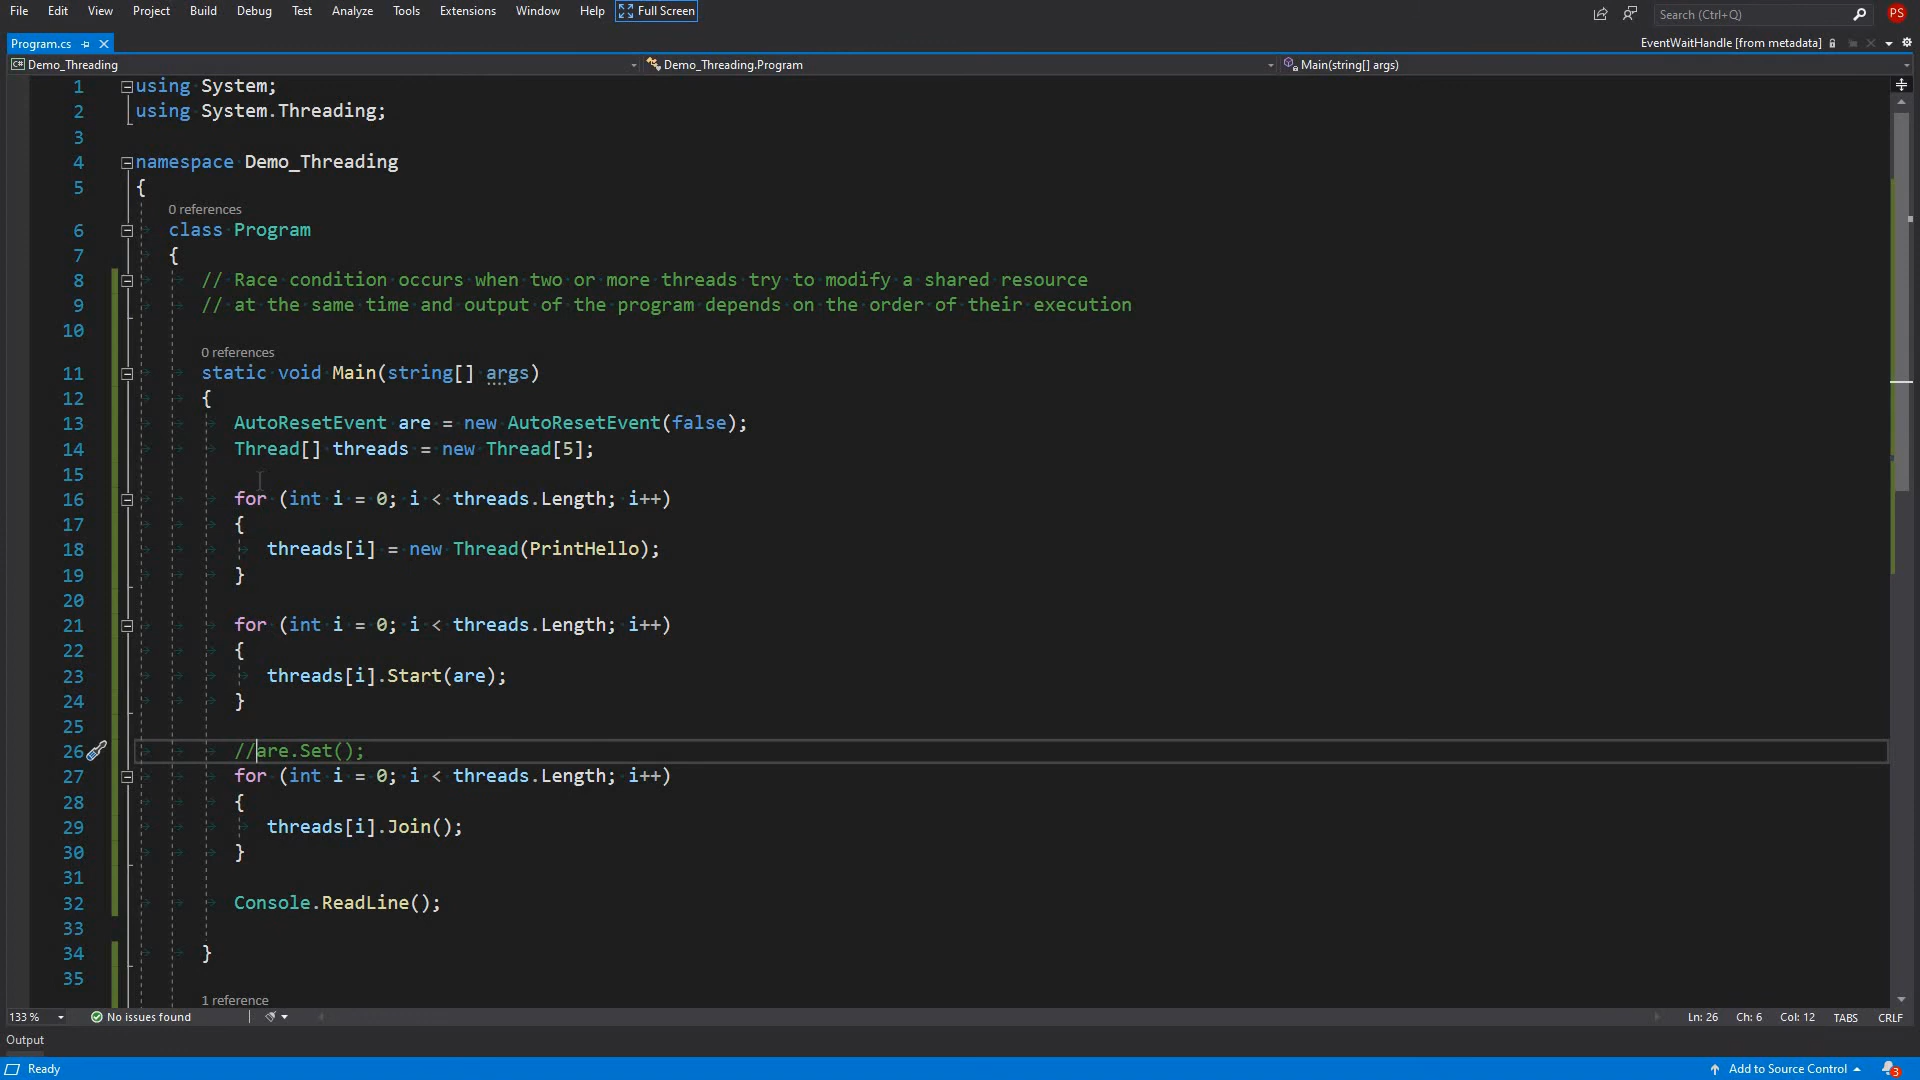 File Edit View Project Build Debug Test Analyze Tools Extensions Window Help Full Screen Search (Ctrl+Q) PS
Program.cs EventWaitHandle [from metadata]
C# Demo_Threading Demo_Threading.Program Main(string[] args)
1 using System;
2 using System.Threading;
3
4 namespace Demo_Threading
5 {
0 references
6 class Program
7 {
8 // Race condition occurs when two or more threads try to modify a shared resource
9 // at the same time and output of the program depends on the order of their execution
10
0 references
11 static void Main(string[] args)
12 {
13 AutoResetEvent are = new AutoResetEvent(false);
14 Thread[] threads = new Thread[5];
15
16 for (int i = 0; i < threads.Length; i++)
17 {
18 threads[i] = new Thread(PrintHello);
19 }
20
21 for (int i = 0; i < threads.Length; i++)
22 {
23 threads[i].Start(are);
24 }
25
26 //are.Set();
27 for (int i = 0; i < threads.Length; i++)
28 {
29 threads[i].Join();
30 }
31
32 Console.ReadLine();
33
34 }
35
1 reference
133 % No issues found Ln: 26 Ch: 6 Col: 12 TABS CRLF
Output
Ready Add to Source Control 3